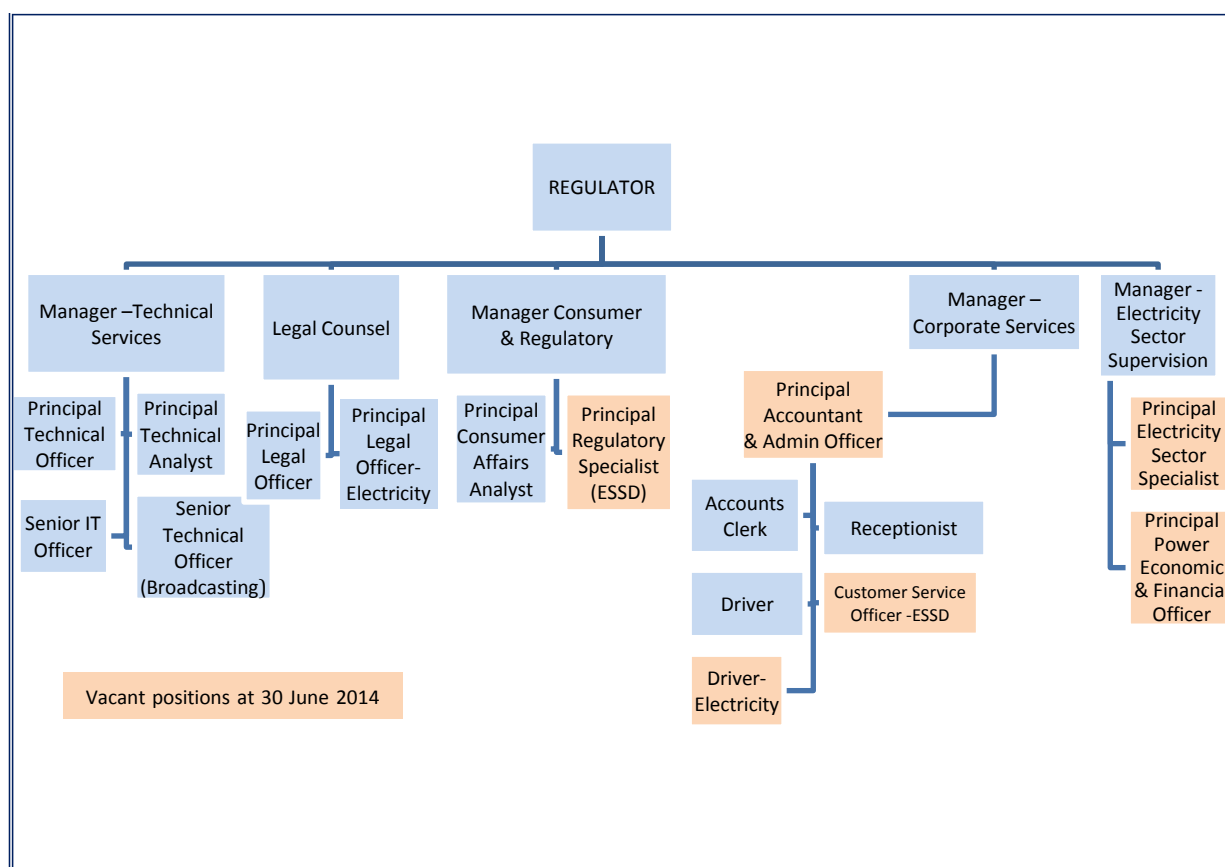 REGULATOR
Manager –Technical
Services
Legal Counsel
Manager Consumer
& Regulatory
Manager –
Corporate Services
Manager -
Electricity
Sector
Supervision
Principal
Technical
Officer
Principal
Technical
Analyst
Senior IT
Officer
Senior
Technical
Officer
(Broadcasting)
Principal
Legal
Officer
Principal
Legal
Officer-
Electricity
Principal
Consumer
Affairs
Analyst
Principal
Regulatory
Specialist
(ESSD)
Principal
Accountant
& Admin Officer
Accounts
Clerk
Receptionist
Driver
Customer Service
Officer -ESSD
Driver-
Electricity
Principal
Electricity
Sector
Specialist
Principal
Power
Economic
& Financial
Officer
Vacant positions at 30 June 2014